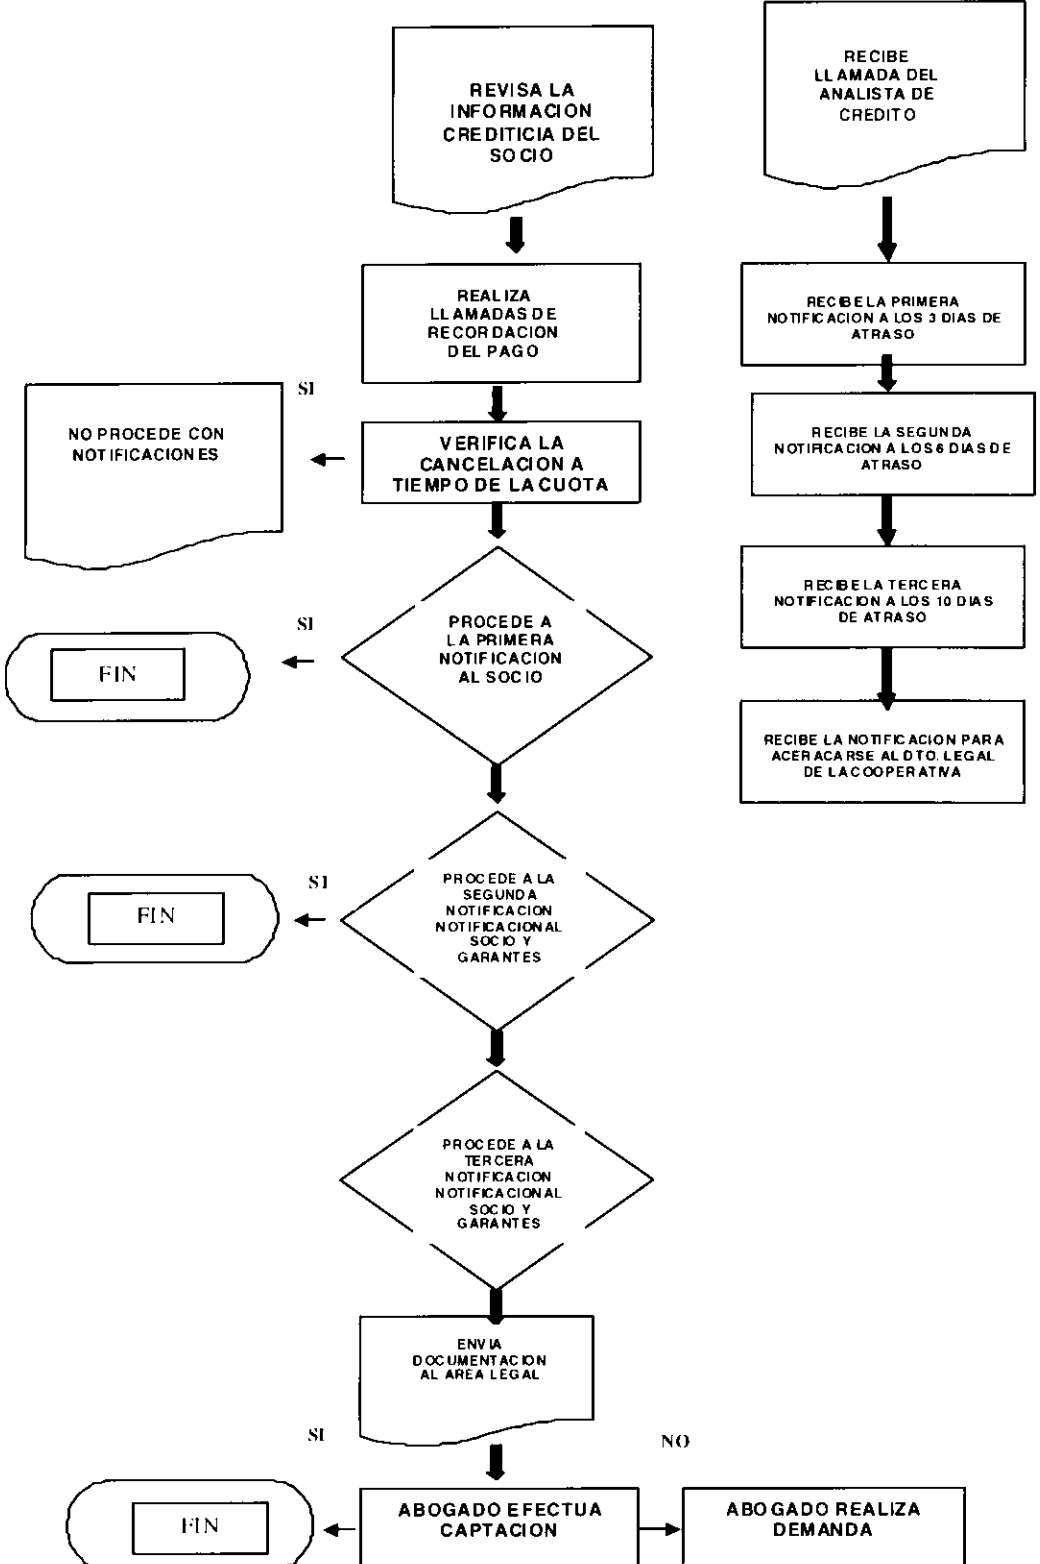 REVISA LA
INFORMACION
CREDITICIA DEL
SOCIO
RECIBE
LLAMADA DEL
ANALISTA DE
CREDITO
REALIZA
LLAMADAS DE
RECORDACION
DEL PAGO
RECIBE LA PRIMERA
NOTIFICACION A LOS 3 DIAS DE
ATRASO
SI
NO PROCEDE CON
NOTIFICACIONES
VERIFICA LA
CANCELACION A
TIEMPO DE LA CUOTA
RECIBE LA SEGUNDA
NOTIFICACION A LOS 6 DIAS DE
ATRASO
SI
FIN
PROCEDE A
LA PRIMERA
NOTIFICACION
AL SOCIO
RECIBE LA TERCERA
NOTIFICACION A LOS 10 DIAS
DE ATRASO
RECIBE LA NOTIFICACION PARA
ACERACARSE AL DTO. LEGAL
DE LA COOPERATIVA
SI
FIN
PROCEDE A LA
SEGUNDA
NOTIFICACION
NOTIFICACION AL
SOCIO Y
GARANTES
PROCEDE A LA
TERCERA
NOTIFICACION
NOTIFICACION AL
SOCIO Y
GARANTES
ENVIA
DOCUMENTACION
AL AREA LEGAL
SI
NO
FIN
ABOGADO EFECTUA
CAPTACION
ABOGADO REALIZA
DEMANDA